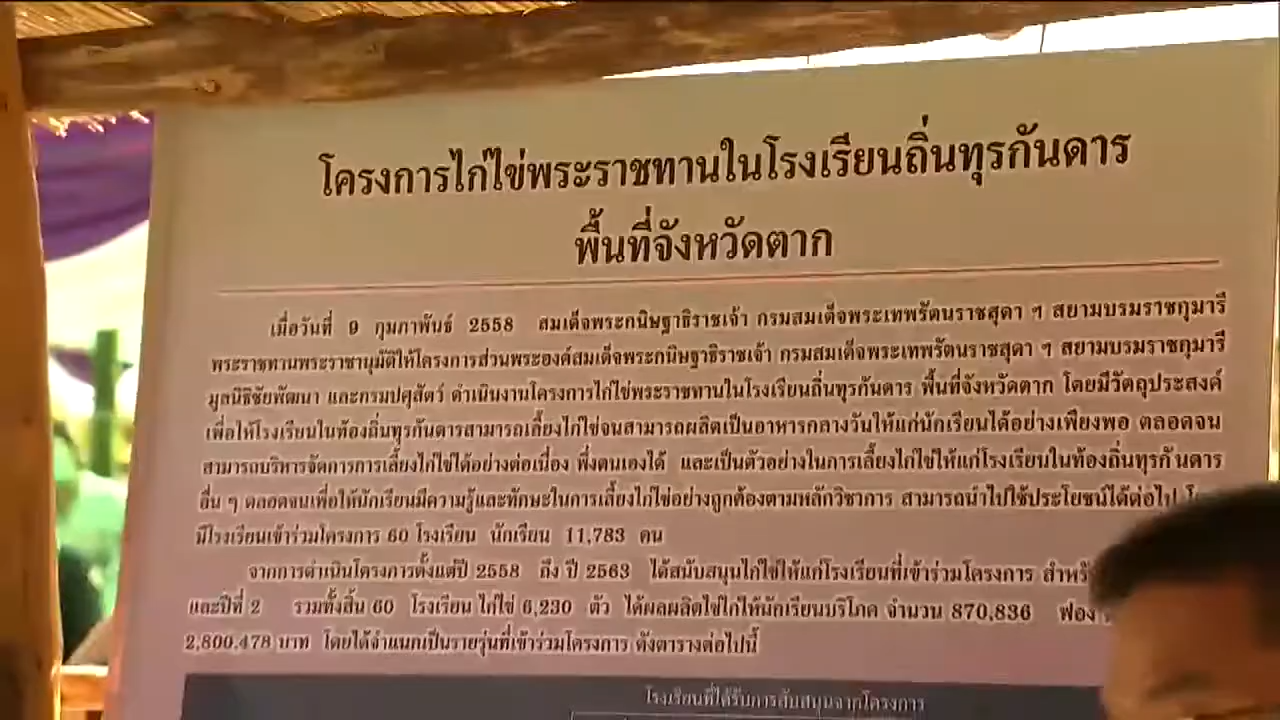 โครงการไก่ไข่พระราชทานในโรงเรียนถิ่นทุรกันดาร
พื้นที่จังหวัดตาก
เมื่อวันที่ 9 กุมภาพันธ์ 2558 สมเด็จพระกนิษฐาธิราชเจ้า กรมสมเด็จพระเทพรัตนราชสุดา ฯ สยามบรมราชกุมารี
พระราชทานพระราชานุมัติให้โครงการส่วนพระองค์สมเด็จพระกนิษฐาธิราชเจ้า กรมสมเด็จพระเทพรัตนราชสุดา ฯ สยามบรมราชกุมารี
มูลนิธิชัยพัฒนา และกรมปศุสัตว์ ดำเนินงานโครงการไก่ไข่พระราชทานในโรงเรียนถิ่นทุรกันดาร พื้นที่จังหวัดตาก โดยมีวัตถุประสงค์
เพื่อให้โรงเรียนในท้องถิ่นทุรกันดารสามารถเลี้ยงไก่ไข่จนสามารถผลิตเป็นอาหารกลางวันให้แก่นักเรียนได้อย่างเพียงพอ ตลอดจน
สามารถบริหารจัดการการเลี้ยงไก่ไข่ได้อย่างต่อเนื่อง พึ่งตนเองได้ และเป็นตัวอย่างในการเลี้ยงไก่ไข่ให้แก่โรงเรียนในท้องถิ่นทุรกันดาร
อื่น ๆ ตลอดจนเพื่อให้นักเรียนมีความรู้และทักษะในการเลี้ยงไก่ไข่อย่างถูกต้องตามหลักวิชาการ สามารถนำไปใช้ประโยชน์ได้ต่อไป
มีโรงเรียนเข้าร่วมโครงการ 60 โรงเรียน นักเรียน 11,783 คน
จากการดำเนินโครงการตั้งแต่ปี 2558 ถึง ปี 2563 ได้สนับสนุนไก่ไข่ให้แก่โรงเรียนที่เข้าร่วมโครงการ
และปีที่ 2 รวมทั้งสิ้น 60 โรงเรียน ไก่ไข่ 6,230 ตัว ได้ผลผลิตไข่ไก่ให้นักเรียนบริโภค จำนวน 870,836 ฟอง
2,800,478 บาท โดยได้จำแนกเป็นรายรุ่นที่เข้าร่วมโครงการ ดังตารางต่อไปนี้
โรงเรียนที่ได้รับการสนับสนุนจากโครงการ